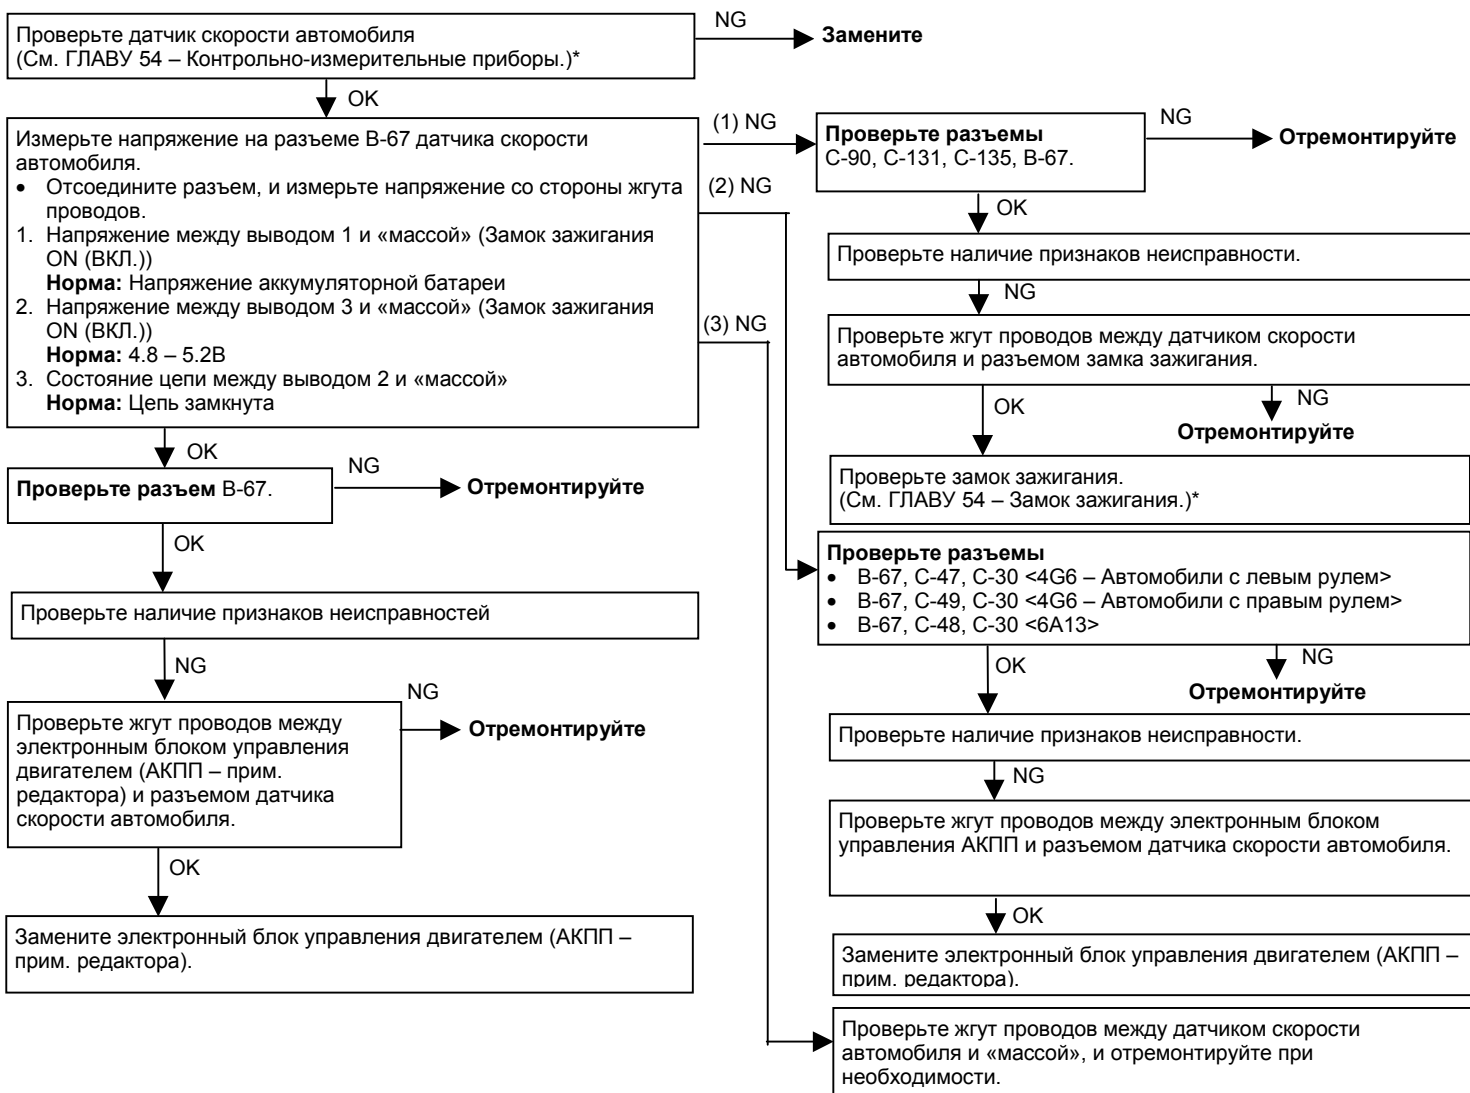 Проверьте датчик скорости автомобиля
(См. ГЛАВУ 54 – Контрольно-измерительные приборы.)*
NG
Замените
OK
Измерьте напряжение на разъеме B-67 датчика скорости
автомобиля.
• Отсоедините разъем, и измерьте напряжение со стороны жгута
проводов.
1. Напряжение между выводом 1 и «массой» (Замок зажигания
ON (ВКЛ.))
Норма: Напряжение аккумуляторной батареи
2. Напряжение между выводом 3 и «массой» (Замок зажигания
ON (ВКЛ.))
Норма: 4.8 – 5.2В
3. Состояние цепи между выводом 2 и «массой»
Норма: Цепь замкнута
(1) NG
(2) NG
(3) NG
OK
Проверьте разъем B-67.
NG
Отремонтируйте
OK
Проверьте наличие признаков неисправностей
NG
Проверьте жгут проводов между
электронным блоком управления
двигателем (АКПП – прим.
редактора) и разъемом датчика
скорости автомобиля.
NG
Отремонтируйте
OK
Замените электронный блок управления двигателем (АКПП –
прим. редактора).
Проверьте разъемы
C-90, C-131, C-135, B-67.
NG
Отремонтируйте
OK
Проверьте наличие признаков неисправности.
NG
Проверьте жгут проводов между датчиком скорости
автомобиля и разъемом замка зажигания.
OK
NG
Отремонтируйте
Проверьте замок зажигания.
(См. ГЛАВУ 54 – Замок зажигания.)*
Проверьте разъемы
• B-67, C-47, C-30 <4G6 – Автомобили с левым рулем>
• B-67, C-49, C-30 <4G6 – Автомобили с правым рулем>
• B-67, C-48, C-30 <6A13>
OK
NG
Отремонтируйте
Проверьте наличие признаков неисправности.
NG
Проверьте жгут проводов между электронным блоком
управления АКПП и разъемом датчика скорости автомобиля.
OK
Замените электронный блок управления двигателем (АКПП –
прим. редактора).
Проверьте жгут проводов между датчиком скорости
автомобиля и «массой», и отремонтируйте при
необходимости.